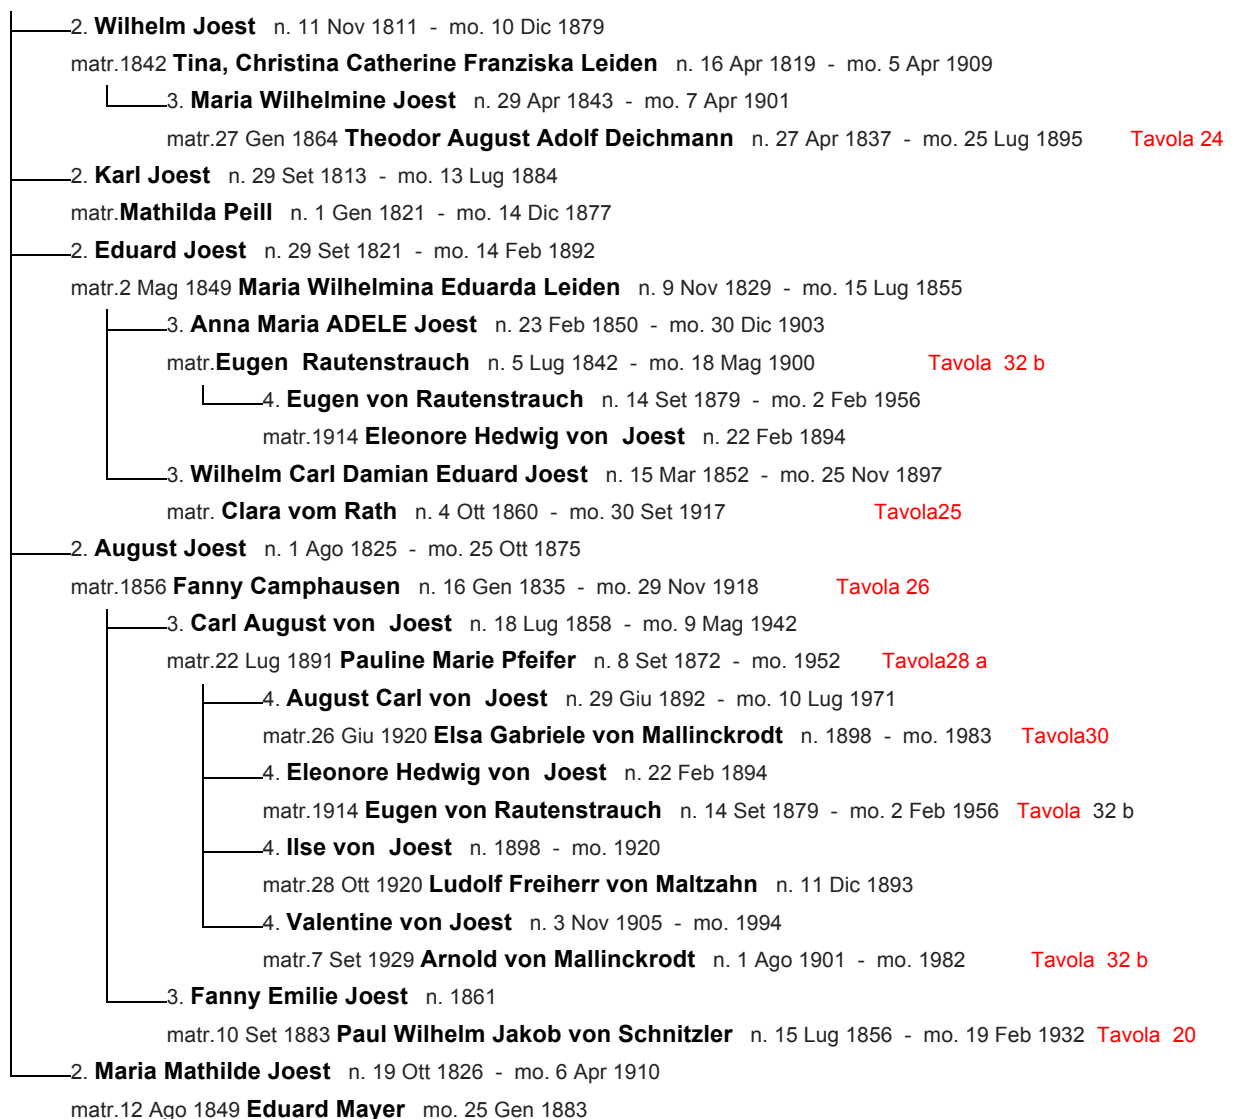 2. Wilhelm Joest n. 11 Nov 1811 - mo. 10 Dic 1879
matr.1842 Tina, Christina Catherine Franziska Leiden n. 16 Apr 1819 - mo. 5 Apr 1909
3. Maria Wilhelmine Joest n. 29 Apr 1843 - mo. 7 Apr 1901
matr.27 Gen 1864 Theodor August Adolf Deichmann n. 27 Apr 1837 - mo. 25 Lug 1895 Tavola 24
2. Karl Joest n. 29 Set 1813 - mo. 13 Lug 1884
matr.Mathilda Peill n. 1 Gen 1821 - mo. 14 Dic 1877
2. Eduard Joest n. 29 Set 1821 - mo. 14 Feb 1892
matr.2 Mag 1849 Maria Wilhelmina Eduarda Leiden n. 9 Nov 1829 - mo. 15 Lug 1855
3. Anna Maria ADELE Joest n. 23 Feb 1850 - mo. 30 Dic 1903
matr.Eugen Rautenstrauch n. 5 Lug 1842 - mo. 18 Mag 1900 Tavola 32 b
4. Eugen von Rautenstrauch n. 14 Set 1879 - mo. 2 Feb 1956
matr.1914 Eleonore Hedwig von Joest n. 22 Feb 1894
3. Wilhelm Carl Damian Eduard Joest n. 15 Mar 1852 - mo. 25 Nov 1897
matr. Clara vom Rath n. 4 Ott 1860 - mo. 30 Set 1917 Tavola25
2. August Joest n. 1 Ago 1825 - mo. 25 Ott 1875
matr.1856 Fanny Camphausen n. 16 Gen 1835 - mo. 29 Nov 1918 Tavola 26
3. Carl August von Joest n. 18 Lug 1858 - mo. 9 Mag 1942
matr.22 Lug 1891 Pauline Marie Pfeifer n. 8 Set 1872 - mo. 1952 Tavola28 a
4. August Carl von Joest n. 29 Giu 1892 - mo. 10 Lug 1971
matr.26 Giu 1920 Elsa Gabriele von Mallinckrodt n. 1898 - mo. 1983 Tavola30
4. Eleonore Hedwig von Joest n. 22 Feb 1894
matr.1914 Eugen von Rautenstrauch n. 14 Set 1879 - mo. 2 Feb 1956 Tavola 32 b
4. Ilse von Joest n. 1898 - mo. 1920
matr.28 Ott 1920 Ludolf Freiherr von Maltzahn n. 11 Dic 1893
4. Valentine von Joest n. 3 Nov 1905 - mo. 1994
matr.7 Set 1929 Arnold von Mallinckrodt n. 1 Ago 1901 - mo. 1982 Tavola 32 b
3. Fanny Emilie Joest n. 1861
matr.10 Set 1883 Paul Wilhelm Jakob von Schnitzler n. 15 Lug 1856 - mo. 19 Feb 1932 Tavola 20
2. Maria Mathilde Joest n. 19 Ott 1826 - mo. 6 Apr 1910
matr.12 Ago 1849 Eduard Mayer mo. 25 Gen 1883